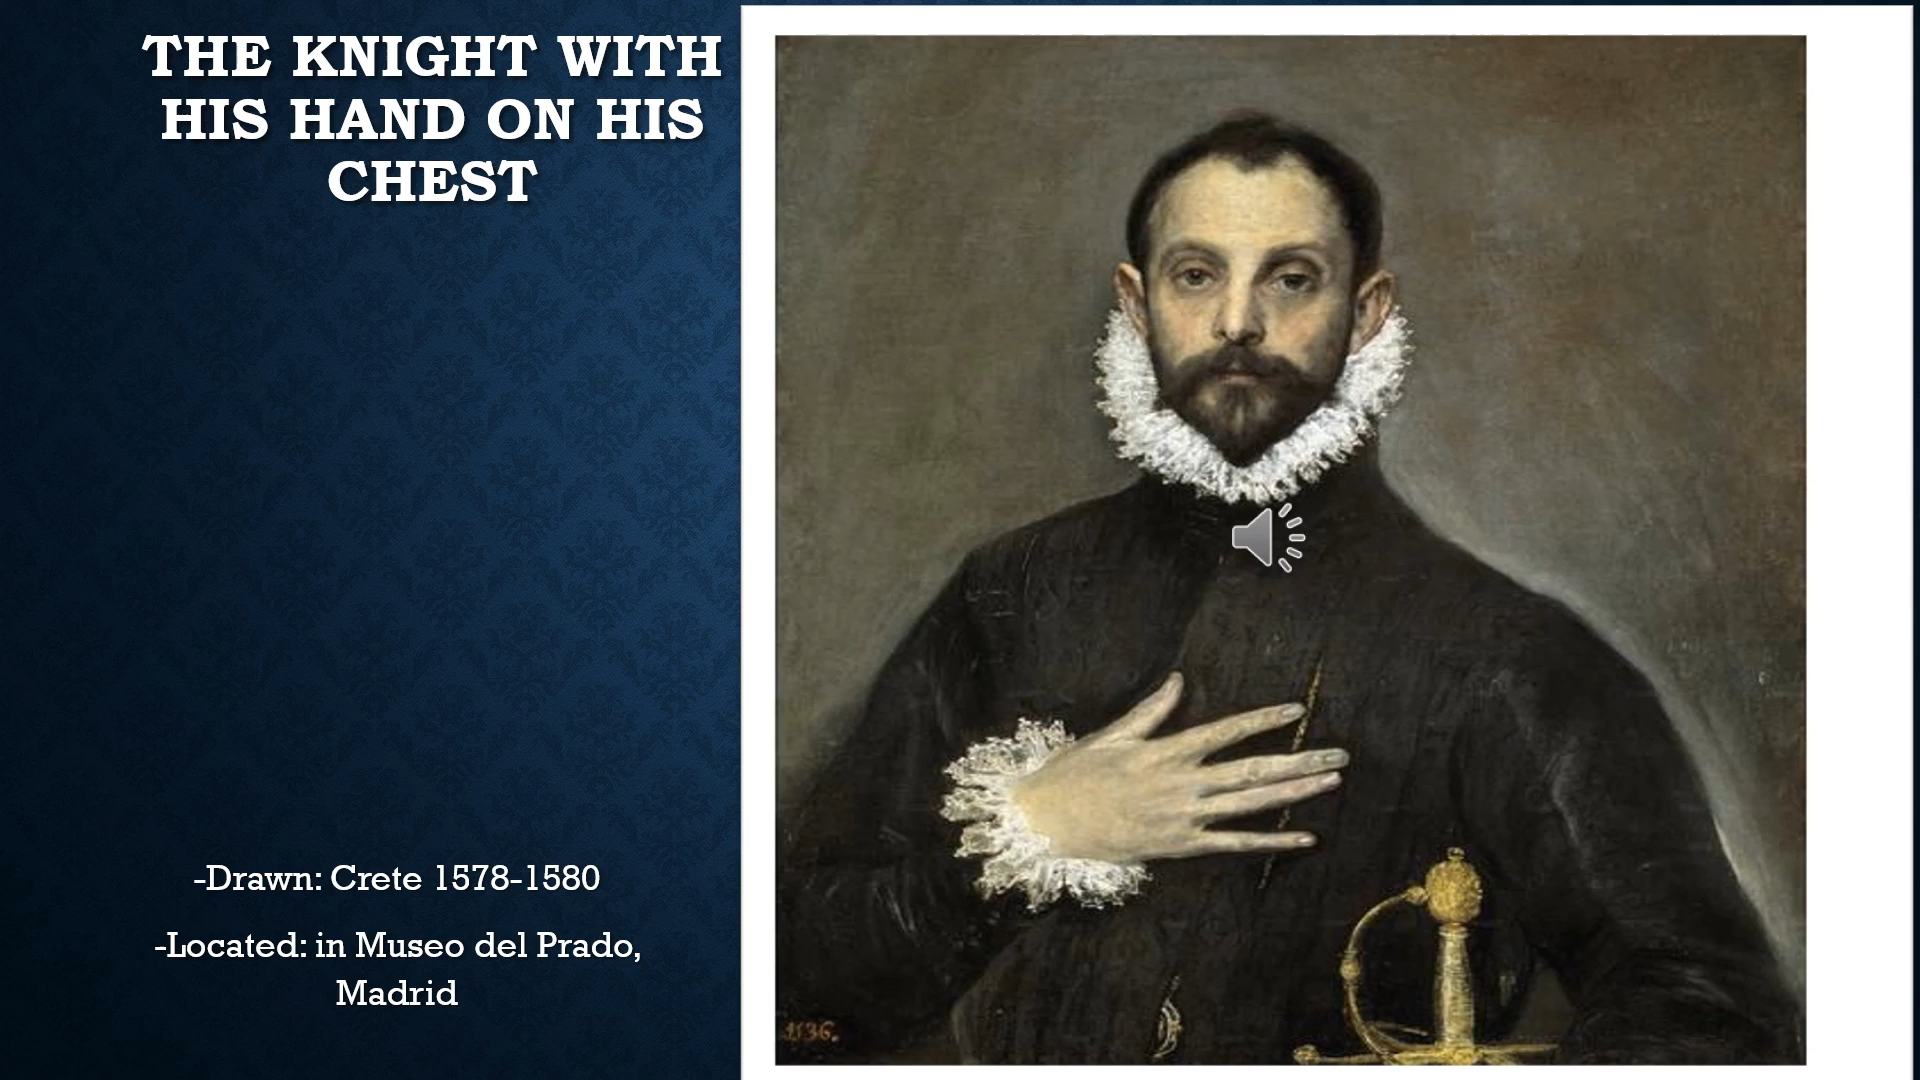 THE KNIGHT WITH
HIS HAND ON HIS
CHEST
-Drawn: Crete 1578-1580
-Located: in Museo del Prado,
Madrid
1136.